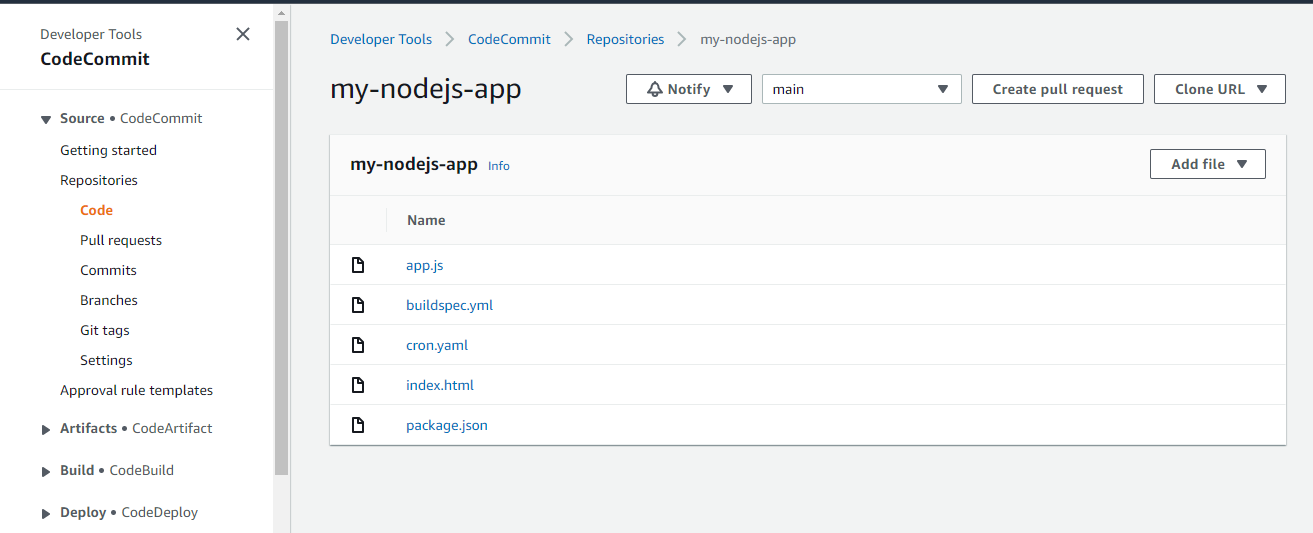 Developer Tools
CodeCommit
Source • CodeCommit
Getting started
Repositories
Code
Pull requests
Commits
Branches
Git tags
Settings
Approval rule templates
Artifacts • CodeArtifact
Build • CodeBuild
Deploy • CodeDeploy
Developer Tools > CodeCommit > Repositories > my-nodejs-app
my-nodejs-app Notify main Create pull request Clone URL
my-nodejs-app Info Add file
Name
app.js
buildspec.yml
cron.yaml
index.html
package.json